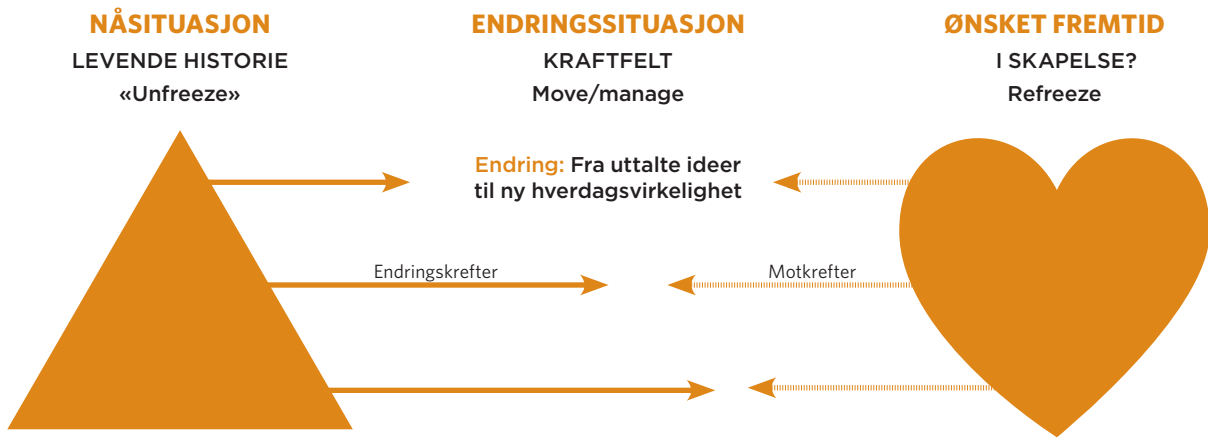 NÅSITUASJON
LEVENDE HISTORIE
«Unfreeze»
ENDRINGSSITUASJON
KRAFTFELT
Move/manage
ØNSKET FREMTID
I SKAPELSE?
Refreeze
Endring: Fra uttalte ideer
til ny hverdagsvirkelighet
Endringskrefter
Motkrefter